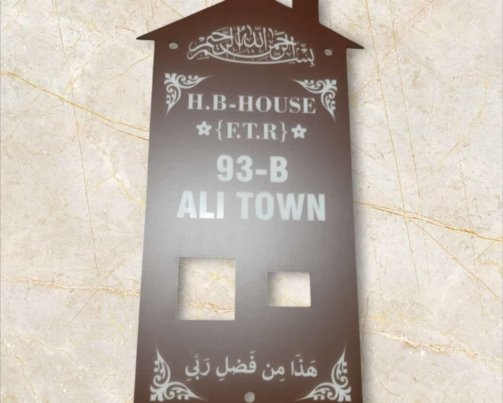 بسم الله الرحمن الرحيم
H.B-HOUSE
{F.T.R}
93-B
ALI TOWN
هَذَا مِن فَضلِ رَبّي